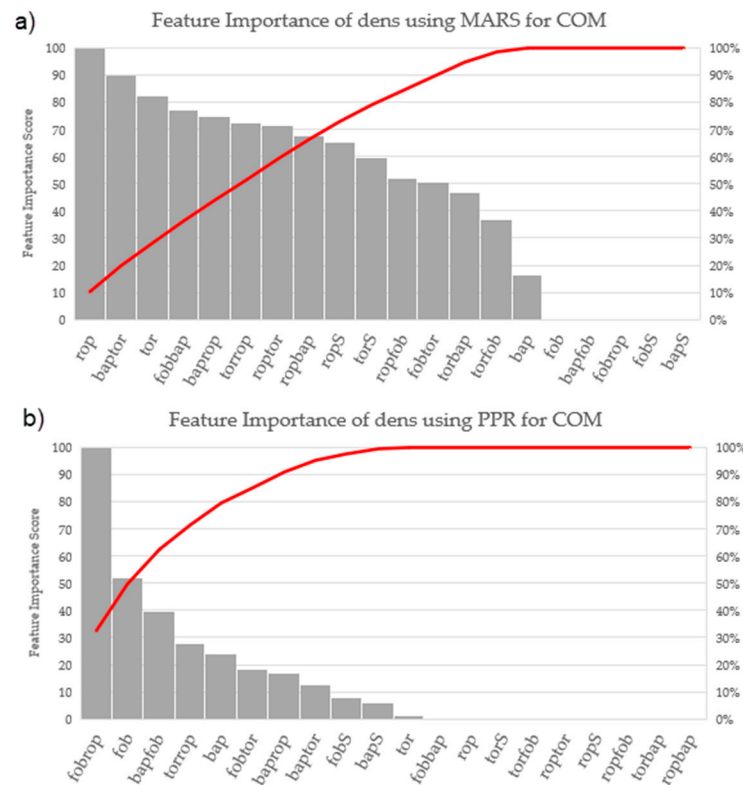 a)
Feature Importance of dens using MARS for COM
Feature Importance Score
100
90
80
70
60
50
40
30
20
10
0
100%
90%
80%
70%
60%
50%
40%
30%
20%
10%
0%
rop
baptor
tor
fobbap
baprop
torrop
roptor
ropbap
ropS
torS
ropfob
fobtor
torbap
torfob
bap
fob
bapfob
fobrop
fobS
bapS
b)
Feature Importance of dens using PPR for COM
Feature Importance Score
100
90
80
70
60
50
40
30
20
10
0
100%
90%
80%
70%
60%
50%
40%
30%
20%
10%
0%
fobrop
fob
bapfob
torrop
bap
fobtor
baprop
baptor
fobS
bapS
tor
fobbap
rop
torS
torfob
roptor
ropS
ropfob
torbap
ropbap